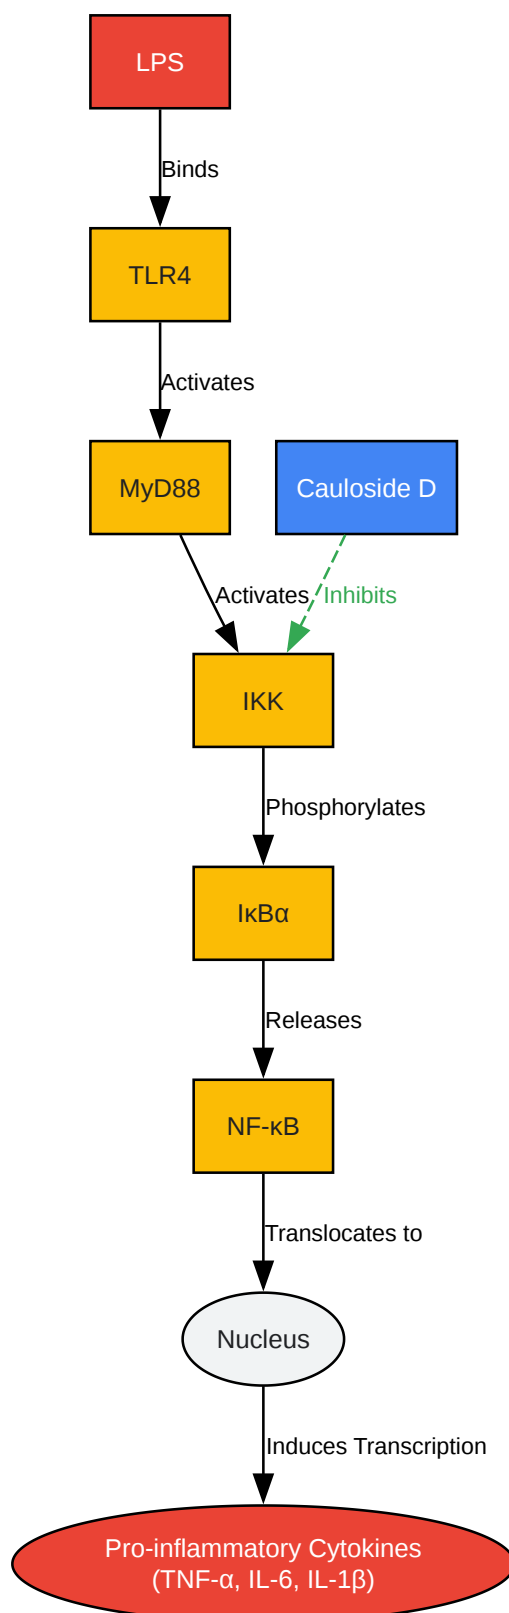 LPS
Binds
TLR4
Activates
MyD88
Cauloside D
Activates
Inhibits
IKK
Phosphorylates
IκBα
Releases
NF-κB
Translocates to
Nucleus
Induces Transcription
Pro-inflammatory Cytokines
(TNF-α, IL-6, IL-1β)